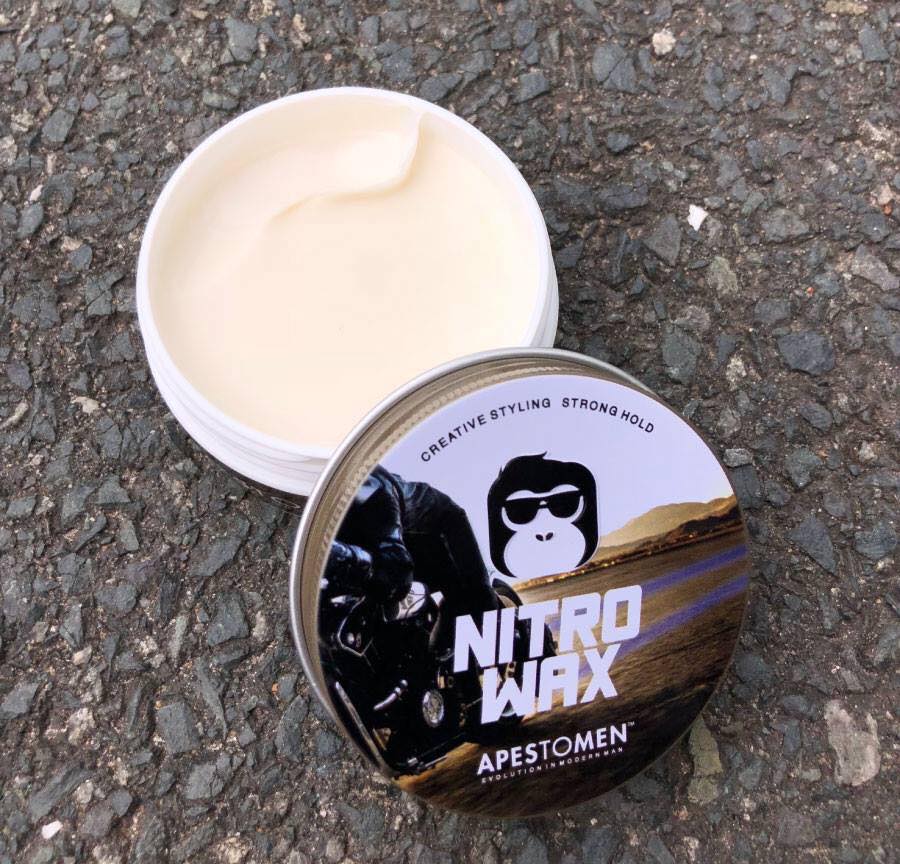 CREATIVE STYLING STRONG HOLD
NITRO
WAX
APESTOMEN™
EVOLUTION IN MODERN MAN